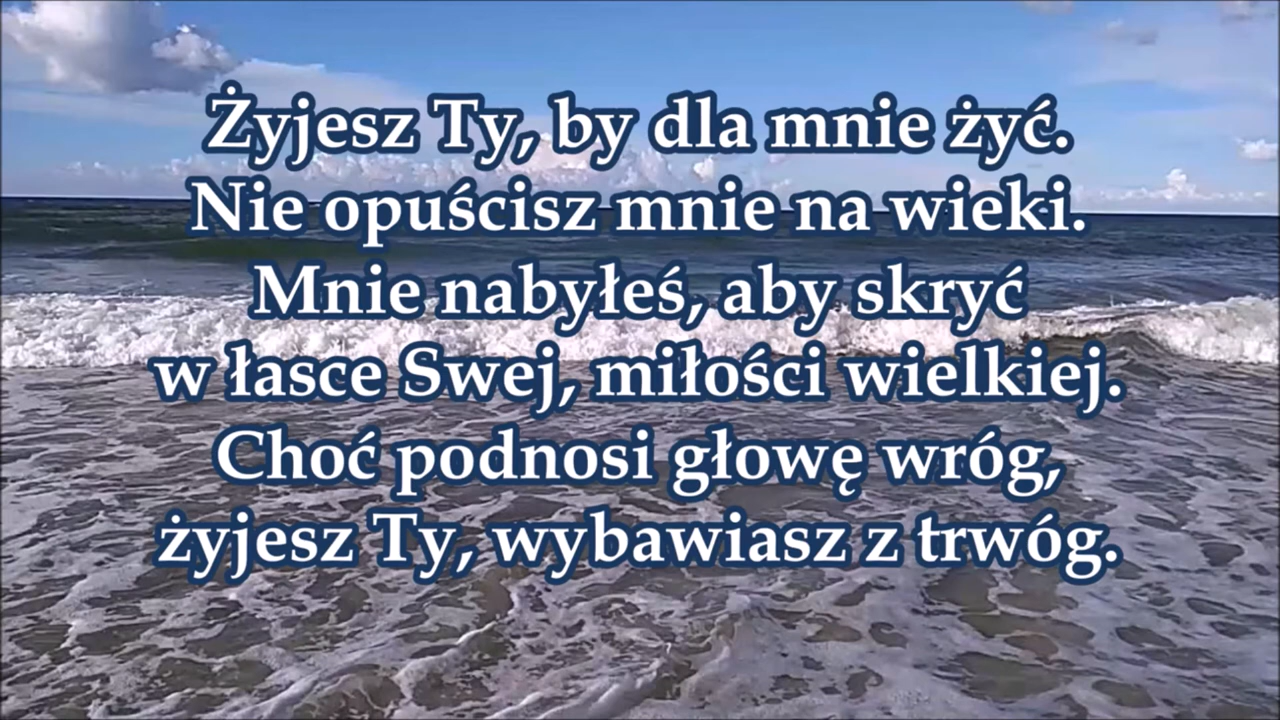 Żyjesz Ty, by dla mnie żyć.
Nie opuścisz mnie na wieki.
Mnie nabyłeś, aby skryć
w łasce Swej, miłości wielkiej.
Choć podnosi głowę wróg,
żyjesz Ty, wybawiasz z trwóg.